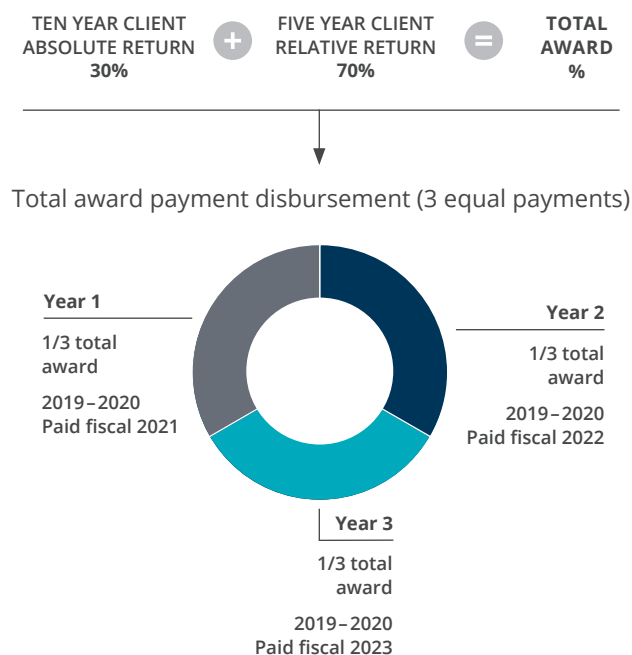 TEN YEAR CLIENT
ABSOLUTE RETURN
30%
+
FIVE YEAR CLIENT
RELATIVE RETURN
70%
=
TOTAL
AWARD
%
Total award payment disbursement (3 equal payments)
Year 1
1/3 total
award
2019–2020
Paid fiscal 2021
Year 2
1/3 total
award
2019–2020
Paid fiscal 2022
Year 3
1/3 total
award
2019–2020
Paid fiscal 2023